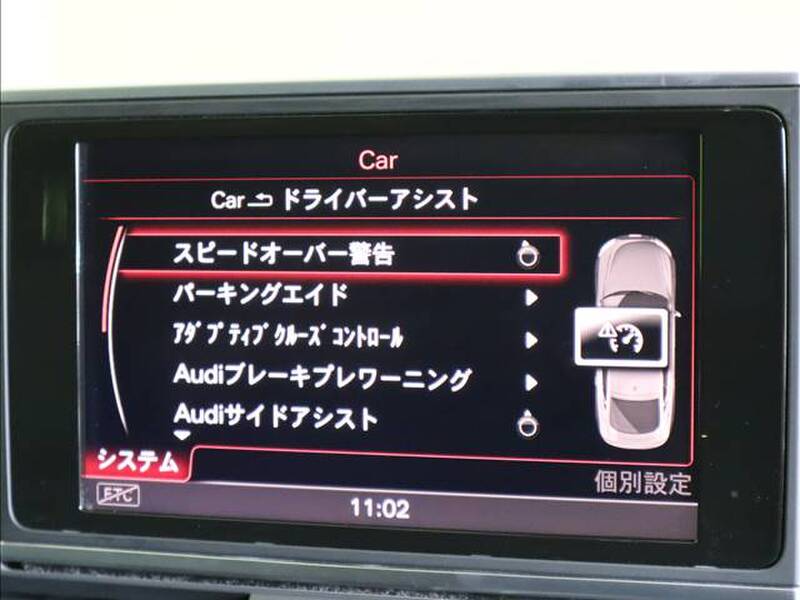 Car
Car ドライバーアシスト
スピードオーバー警告
パーキングエイド
ｱﾀﾞﾌﾟﾃｨﾌﾞｸﾙｰｽﾞｺﾝﾄﾛｰﾙ
Audiブレーキプレワーニング
Audiサイドアシスト
システム
個別設定
ETC
11:02